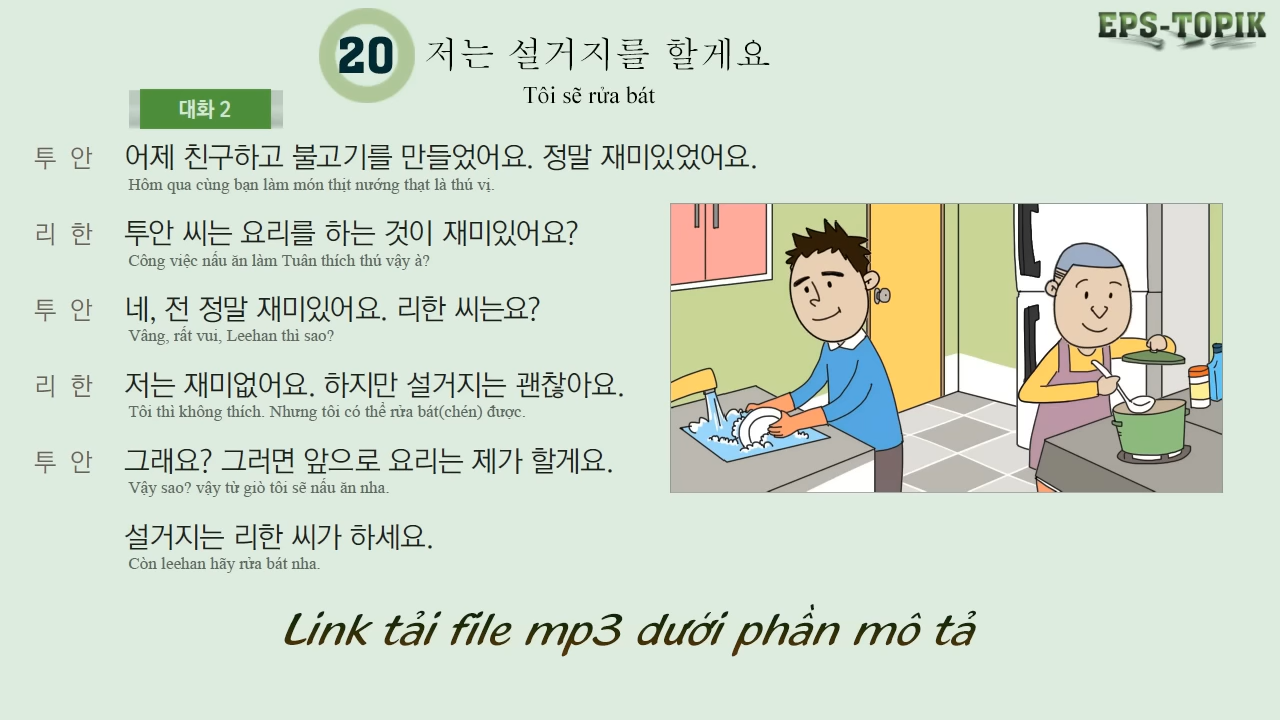 EPS-TOPIK
20 저는 설거지를 할게요
Tôi sẽ rửa bát
대화 2
투 안 어제 친구하고 불고기를 만들었어요. 정말 재미있었어요.
Hôm qua cùng bạn làm món thịt nướng thạt là thú vị.
리 한 투안 씨는 요리를 하는 것이 재미있어요?
Công việc nấu ăn làm Tuân thích thú vậy à?
투 안 네, 전 정말 재미있어요. 리한 씨는요?
Vâng, rất vui, Leehan thì sao?
리 한 저는 재미없어요. 하지만 설거지는 괜찮아요.
Tôi thì không thích. Nhưng tôi có thể rửa bát(chén) được.
투 안 그래요? 그러면 앞으로 요리는 제가 할게요.
Vậy sao? vậy từ giò tôi sẽ nấu ăn nha.
설거지는 리한 씨가 하세요.
Còn leehan hãy rửa bát nha.
Link tải file mp3 dưới phần mô tả